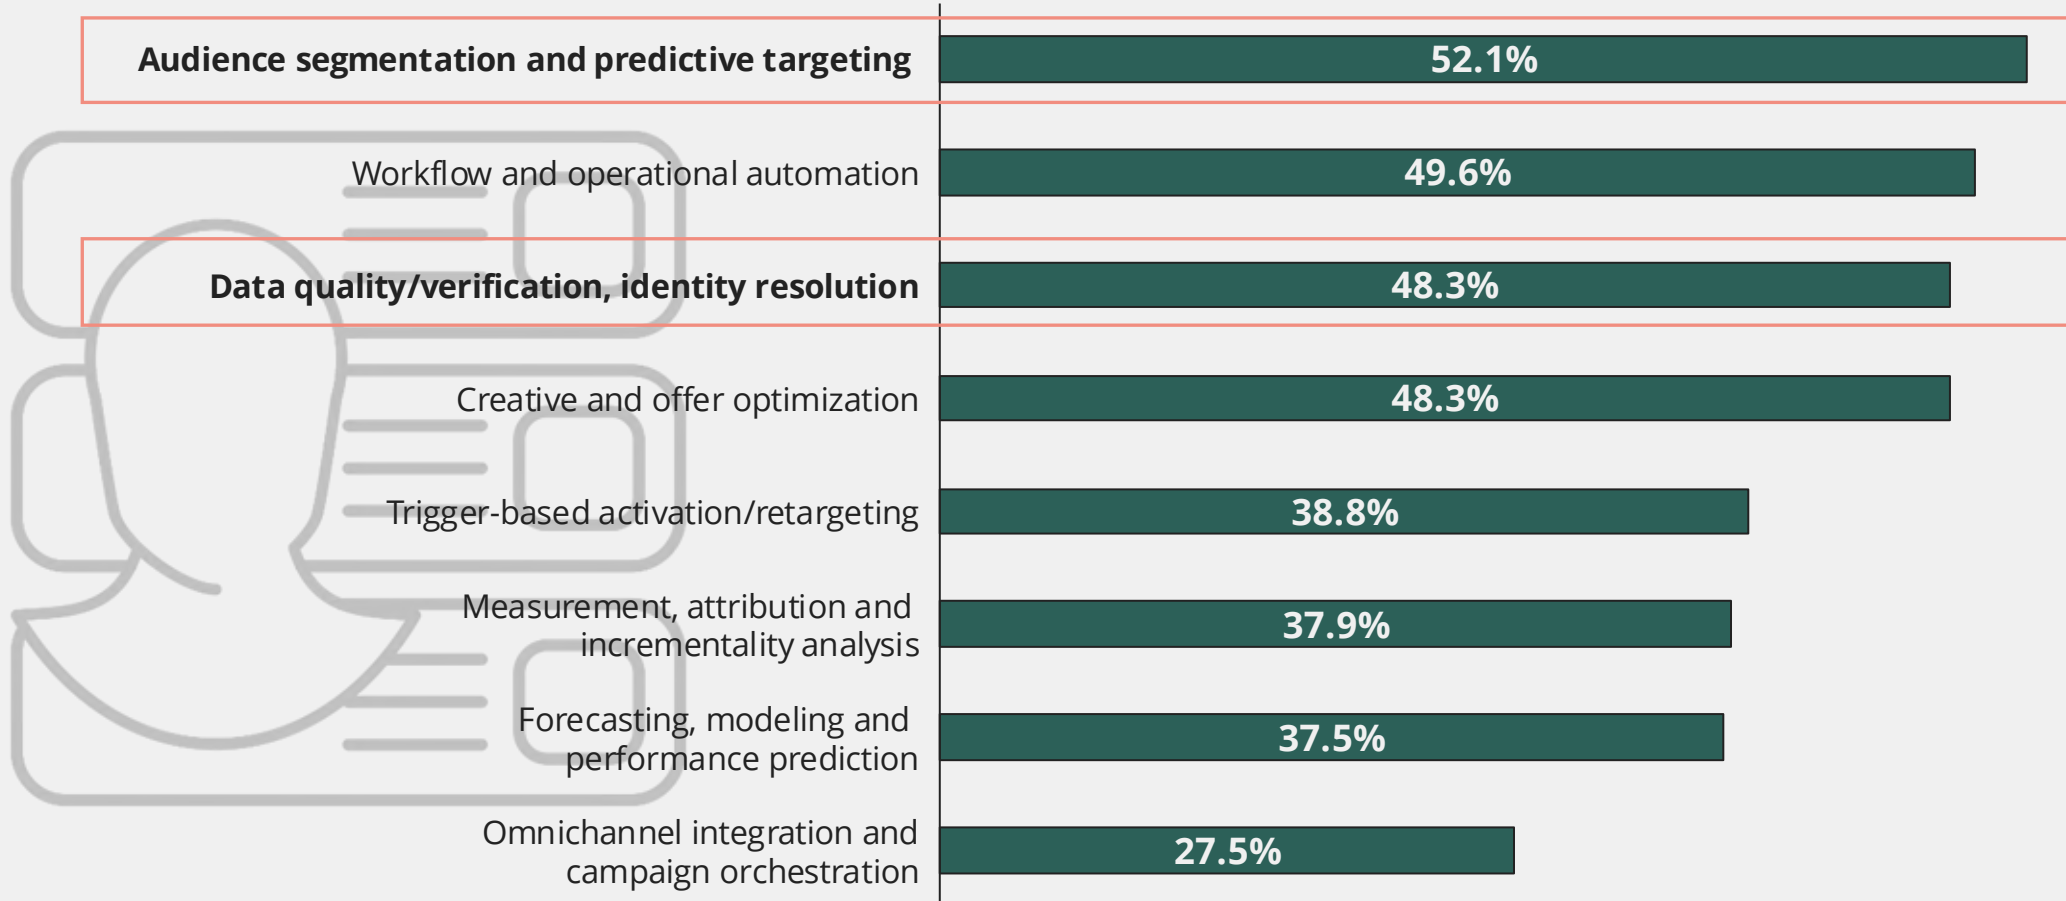 Audience segmentation and predictive targeting
52.1%
Workflow and operational automation
49.6%
Data quality/verification, identity resolution
48.3%
Creative and offer optimization
48.3%
Trigger-based activation/retargeting
38.8%
Measurement, attribution and
incrementality analysis
37.9%
Forecasting, modeling and
performance prediction
37.5%
Omnichannel integration and
campaign orchestration
27.5%